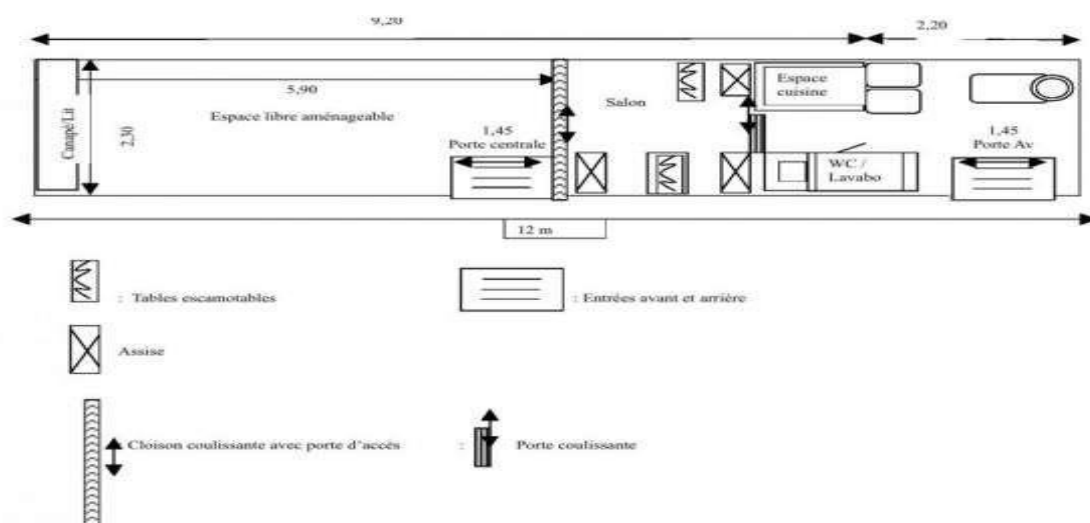 9,20
2,20
5,90
Espace libre aménageable
Canapé/Lit
2,30
1,45
Porte centrale
Salon
Espace
cuisine
WC /
Lavabo
1,45
Porte Av
12 m
: Tables escamotables
: Entrées avant et arrière
Assise
Cloison coulissante avec porte d'accés
: Porte coulissante